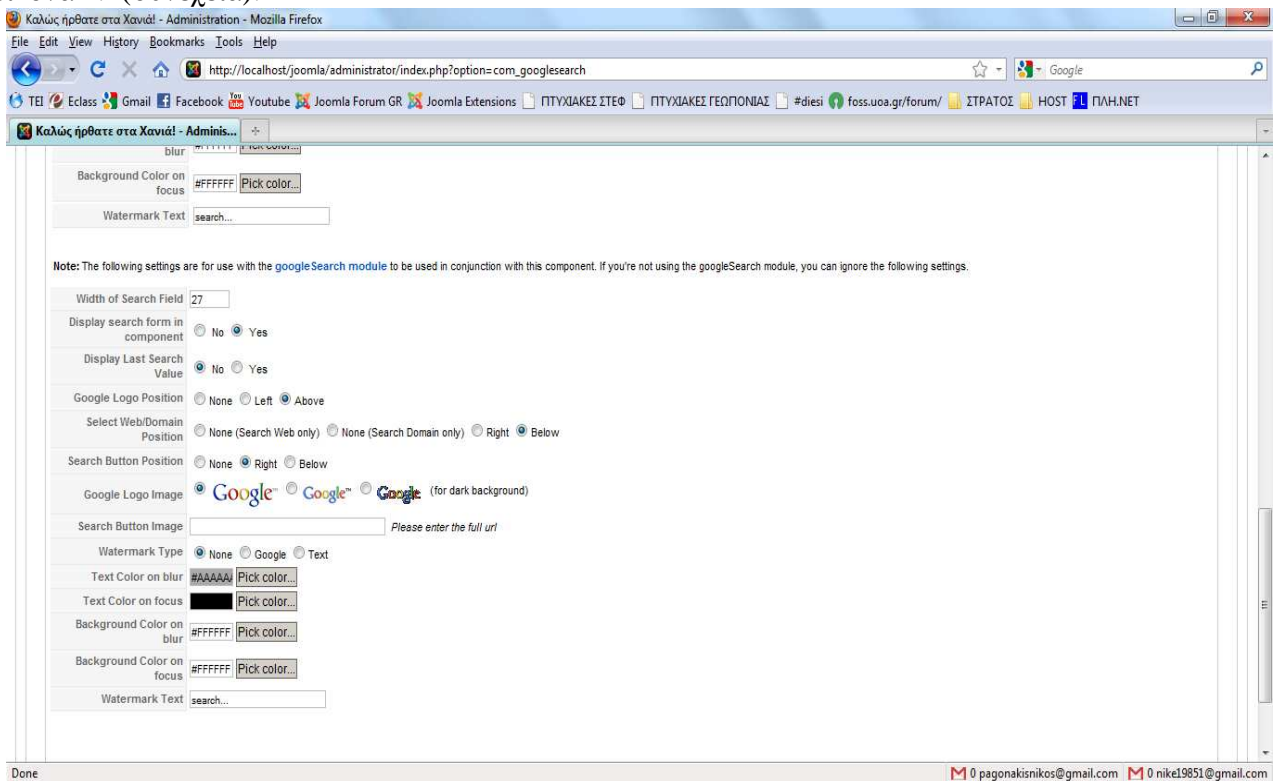 Καλώς ήρθατε στα Χανιά! - Administration - Mozilla Firefox
File Edit View History Bookmarks Tools Help
http://localhost/joomla/administrator/index.php?option=com_googlesearch
Google
TEI Eclass Gmail Facebook Youtube Joomla Forum GR Joomla Extensions ΠΤΥΧΙΑΚΕΣ ΣΤΕΦ ΠΤΥΧΙΑΚΕΣ ΓΕΩΠΟΝΙΑΣ #diesi foss.uoa.gr/forum/ ΣΤΡΑΤΟΣ HOST FL ΠΛΗ.ΝΕΤ
Καλώς ήρθατε στα Χανιά! - Adminis...
blur #FFFFFF Pick color...
Background Color on
focus #FFFFFF Pick color...
Watermark Text search...
Note: The following settings are for use with the googleSearch module to be used in conjunction with this component. If you're not using the googleSearch module, you can ignore the following settings.
Width of Search Field 27
Display search form in
component No Yes
Display Last Search
Value No Yes
Google Logo Position None Left Above
Select Web/Domain
Position None (Search Web only) None (Search Domain only) Right Below
Search Button Position None Right Below
Google Logo Image Google™ Google™ Google (for dark background)
Search Button Image Please enter the full url
Watermark Type None Google Text
Text Color on blur #AAAAAA Pick color...
Text Color on focus Pick color...
Background Color on
blur #FFFFFF Pick color...
Background Color on
focus #FFFFFF Pick color...
Watermark Text search...
Done 0 pagonakisnikos@gmail.com 0 nike19851@gmail.com